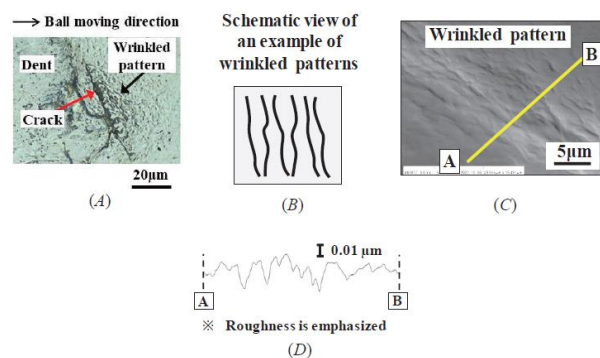 → Ball moving direction
Dent
Wrinkled
pattern
Crack
20μm
(A)
Schematic view of
an example of
wrinkled patterns
(B)
Wrinkled pattern
B
A
5μm
(C)
0.01 μm
A
B
※ Roughness is emphasized
(D)